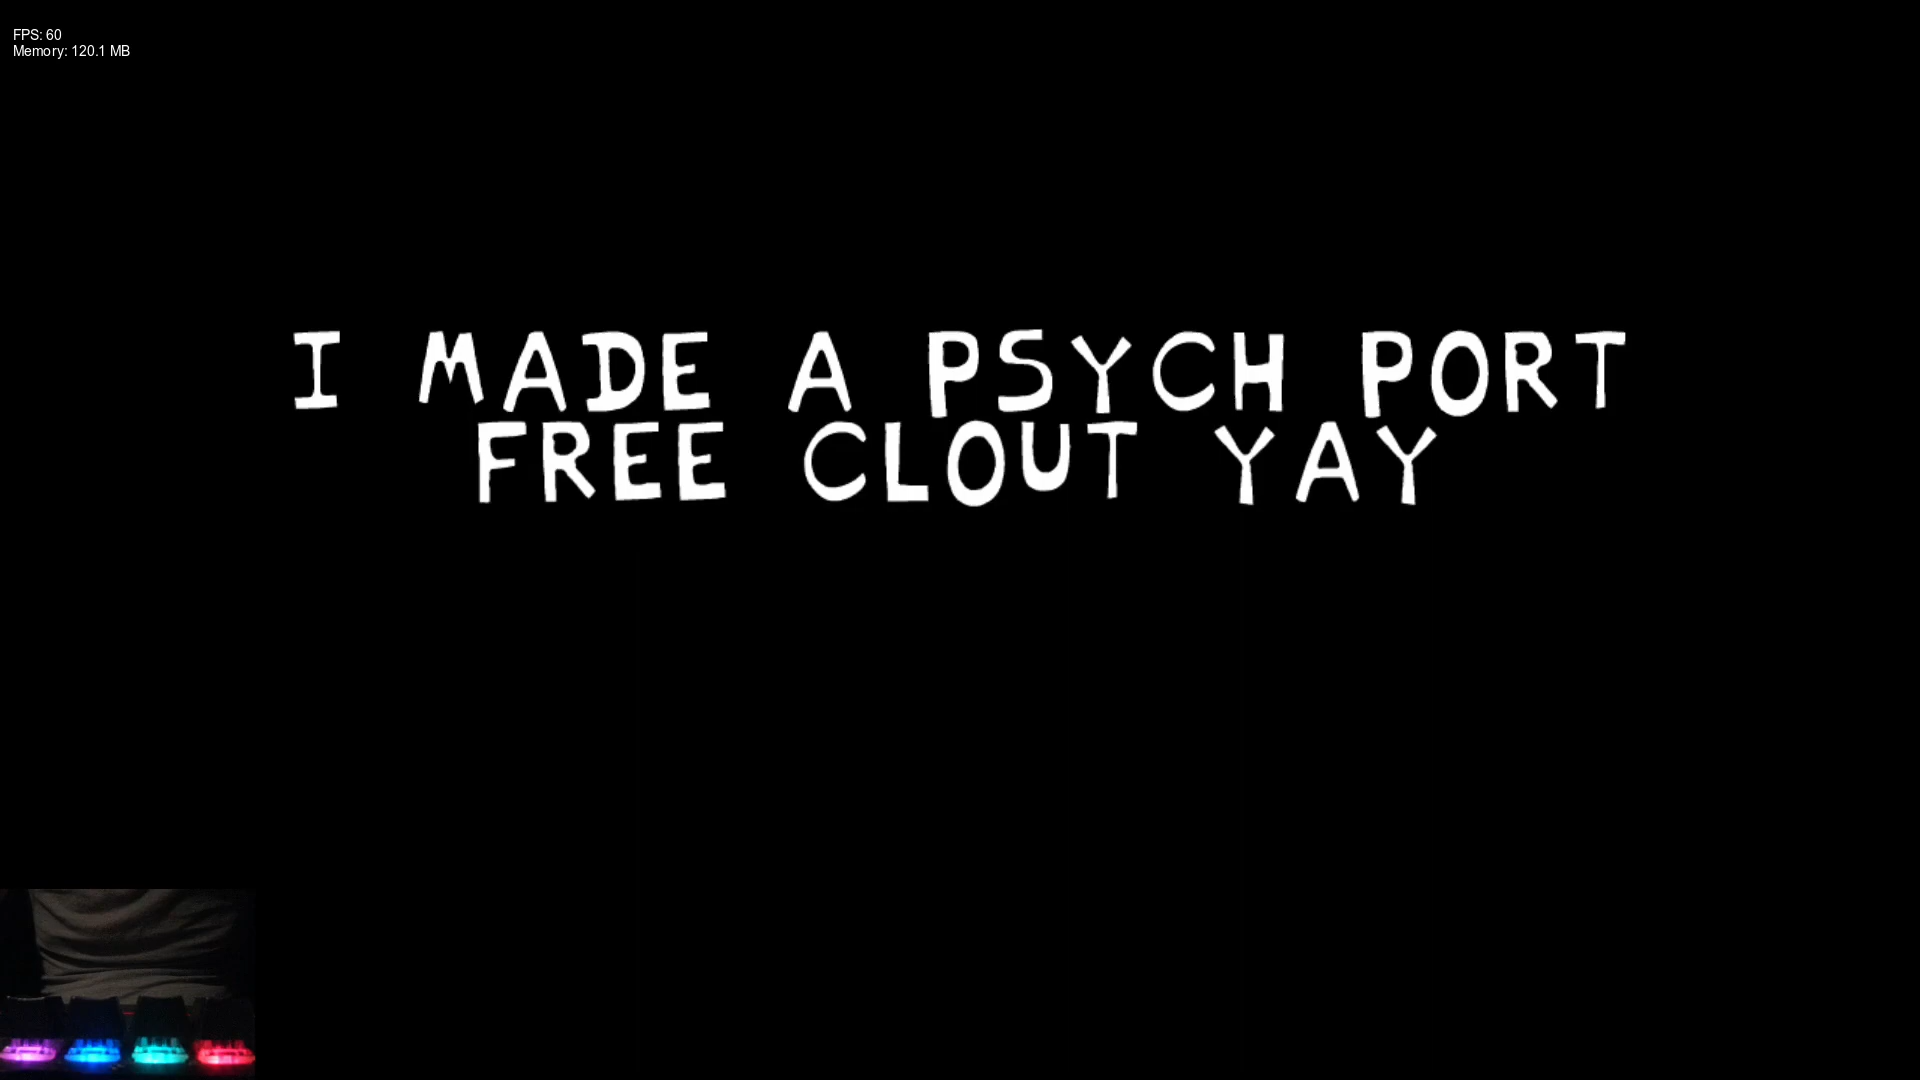 FPS: 60
Memory: 120.1 MB
I MADE A PSYCH PORT
FREE CLOUT YAY